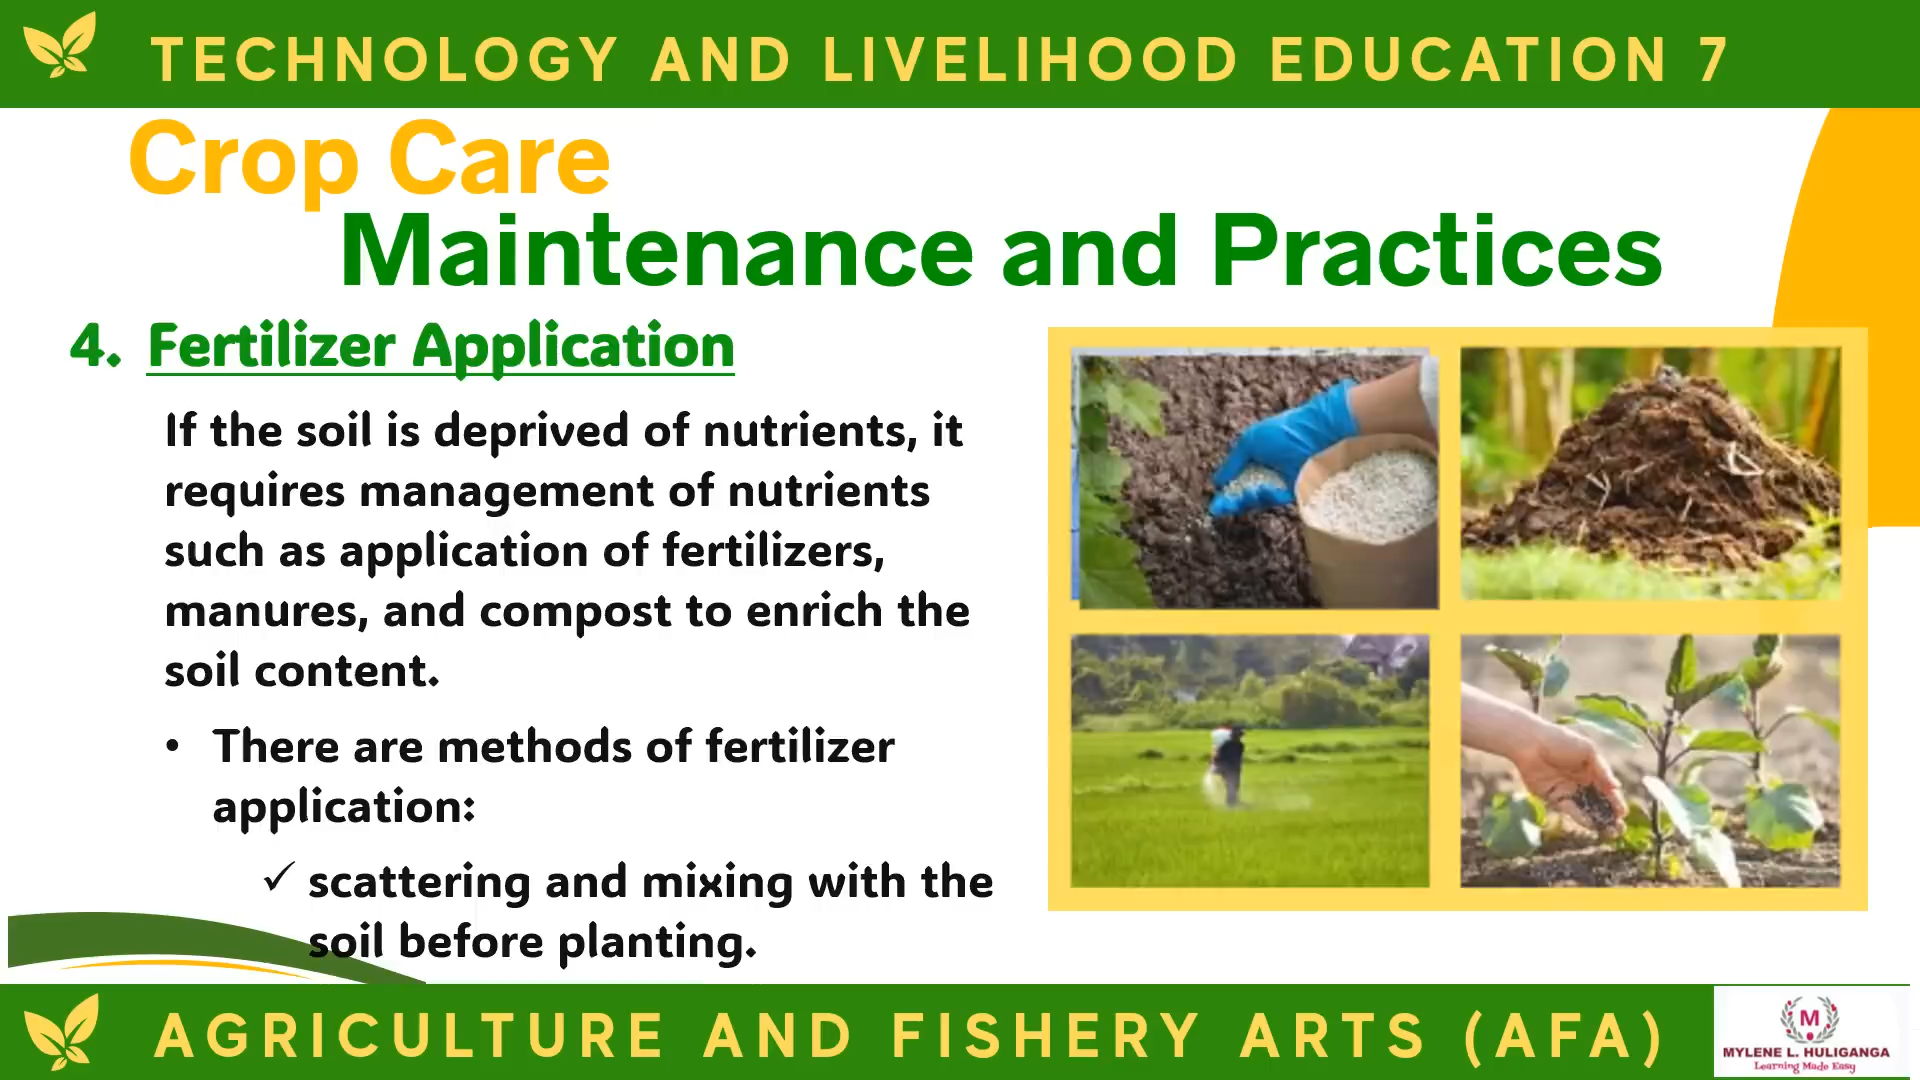 TECHNOLOGY AND LIVELIHOOD EDUCATION 7
Crop Care
Maintenance and Practices
4. Fertilizer Application
If the soil is deprived of nutrients, it
requires management of nutrients
such as application of fertilizers,
manures, and compost to enrich the
soil content.
• There are methods of fertilizer
application:
✓ scattering and mixing with the
soil before planting.
AGRICULTURE AND FISHERY ARTS (AFA)
M
MYLENE L. HULIGANGA
Learning Made Easy